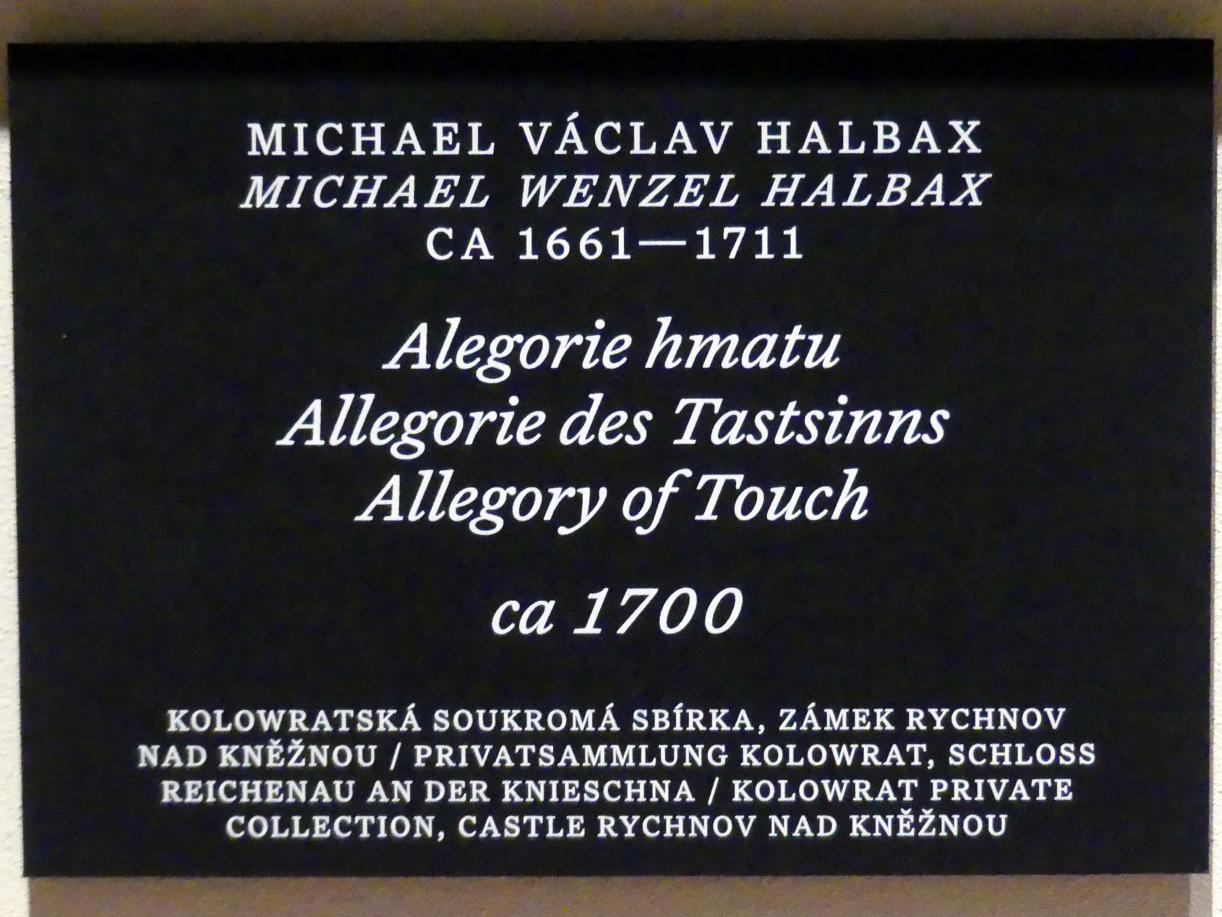 MICHAEL VÁCLAV HALBAX
MICHAEL WENZEL HALBAX
CA 1661—1711
Alegorie hmatu
Allegorie des Tastsinns
Allegory of Touch
ca 1700
KOLOWRATSKÁ SOUKROMÁ SBÍRKA, ZÁMEK RYCHNOV
NAD KNĚŽNOU / PRIVATSAMMLUNG KOLOWRAT, SCHLOSS
REICHENAU AN DER KNIESCHNA / KOLOWRAT PRIVATE
COLLECTION, CASTLE RYCHNOV NAD KNĚŽNOU